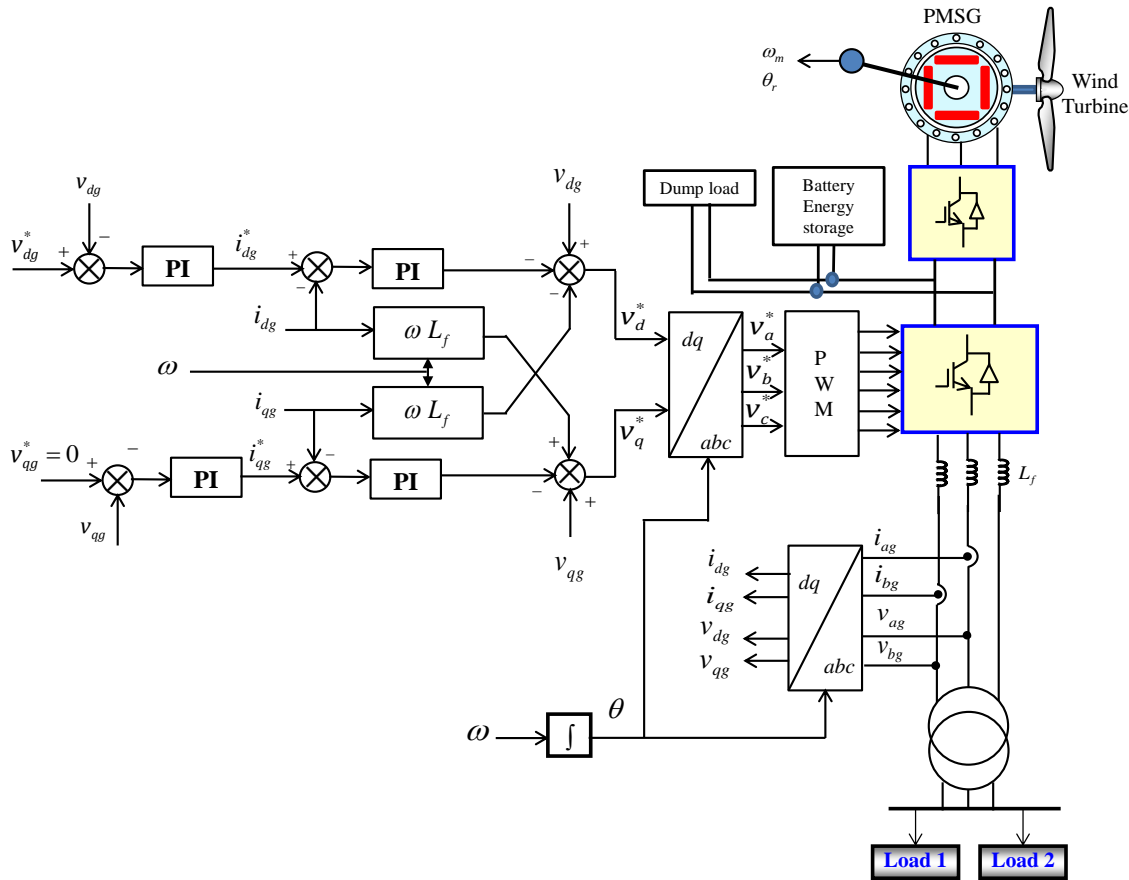 PMSG
ω_m
θ_r
Wind
Turbine
v_dg
v_dg
Dump load
Battery
Energy
storage
v*_dg
+
−
PI
i*_dg
+
−
PI
−
+
−
i_dg
ω L_f
v*_d
dq
v*_a
P
W
M
ω
v*_b
i_qg
ω L_f
v*_q
v*_c
abc
v*_qg = 0
+
−
PI
i*_qg
+
−
PI
+
−
+
L_f
v_qg
v_qg
i_dg
dq
i_ag
i_qg
i_bg
v_dg
v_ag
v_qg
abc
v_bg
ω
∫
θ
Load 1
Load 2